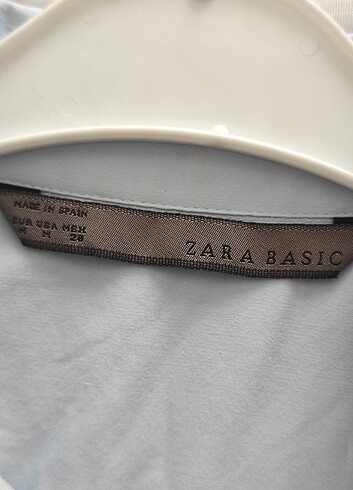 MADE IN SPAIN
EUR USA MEX
M M 28
ZARA BASIC